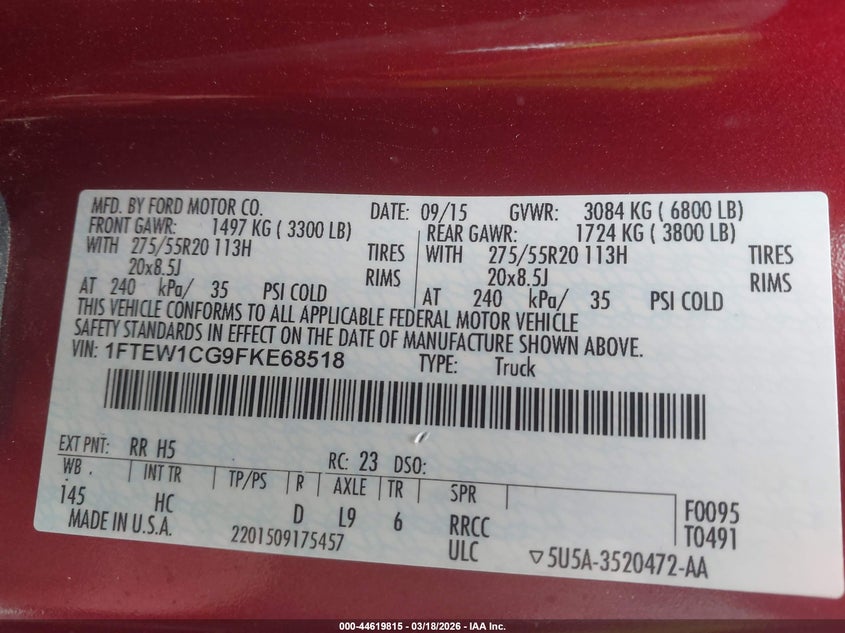 MFD. BY FORD MOTOR CO. DATE: 09/15 GVWR: 3084 KG ( 6800 LB)
FRONT GAWR: 1497 KG ( 3300 LB) REAR GAWR: 1724 KG ( 3800 LB)
WITH 275/55R20 113H TIRES WITH 275/55R20 113H TIRES
20x8.5J RIMS 20x8.5J RIMS
AT 240 kPa/ 35 PSI COLD AT 240 kPa/ 35 PSI COLD
THIS VEHICLE CONFORMS TO ALL APPLICABLE FEDERAL MOTOR VEHICLE
SAFETY STANDARDS IN EFFECT ON THE DATE OF MANUFACTURE SHOWN ABOVE.
VIN: 1FTEW1CG9FKE68518 TYPE: Truck
EXT PNT: RR H5 RC: 23 DSO:
WB INT TR TP/PS R AXLE TR SPR
145 HC D L9 6 RRCC F0095
MADE IN U.S.A. 2201509175457 ULC T0491
▽5U5A-3520472-AA
000-44619815 - 03/18/2026 - IAA Inc.